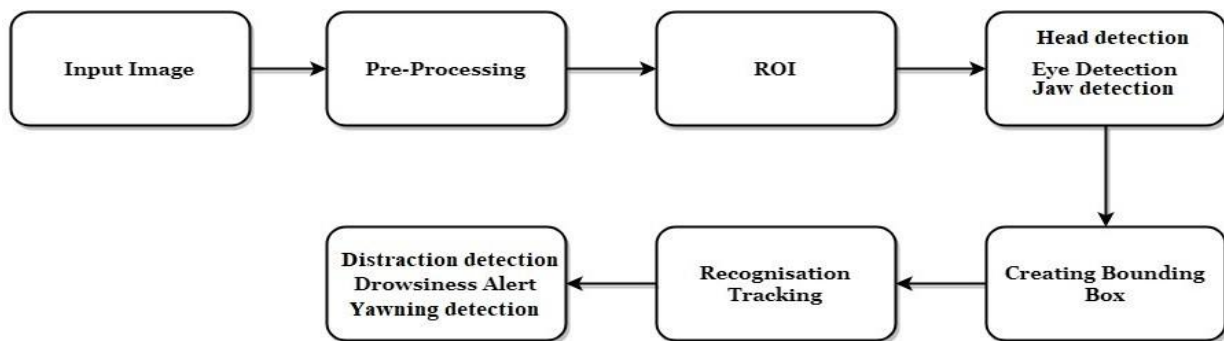 Input Image
Pre-Processing
ROI
Head detection
Eye Detection
Jaw detection
Creating Bounding
Box
Recognisation
Tracking
Distraction detection
Drowsiness Alert
Yawning detection